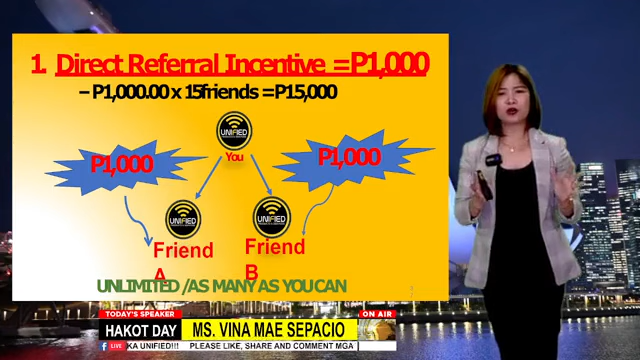 1. Direct Referral Incentive = P1,000
– P1,000.00 x 15friends = P15,000
UNIFIED
You
P1,000
P1,000
UNIFIED
UNIFIED
Friend A
Friend B
UNLIMITED / AS MANY AS YOU CAN
TODAY'S SPEAKER
ON AIR
HAKOT DAY
MS. VINA MAE SEPACIO
f LIVE
KA UNIFIED!!!
PLEASE LIKE, SHARE AND COMMENT MGA